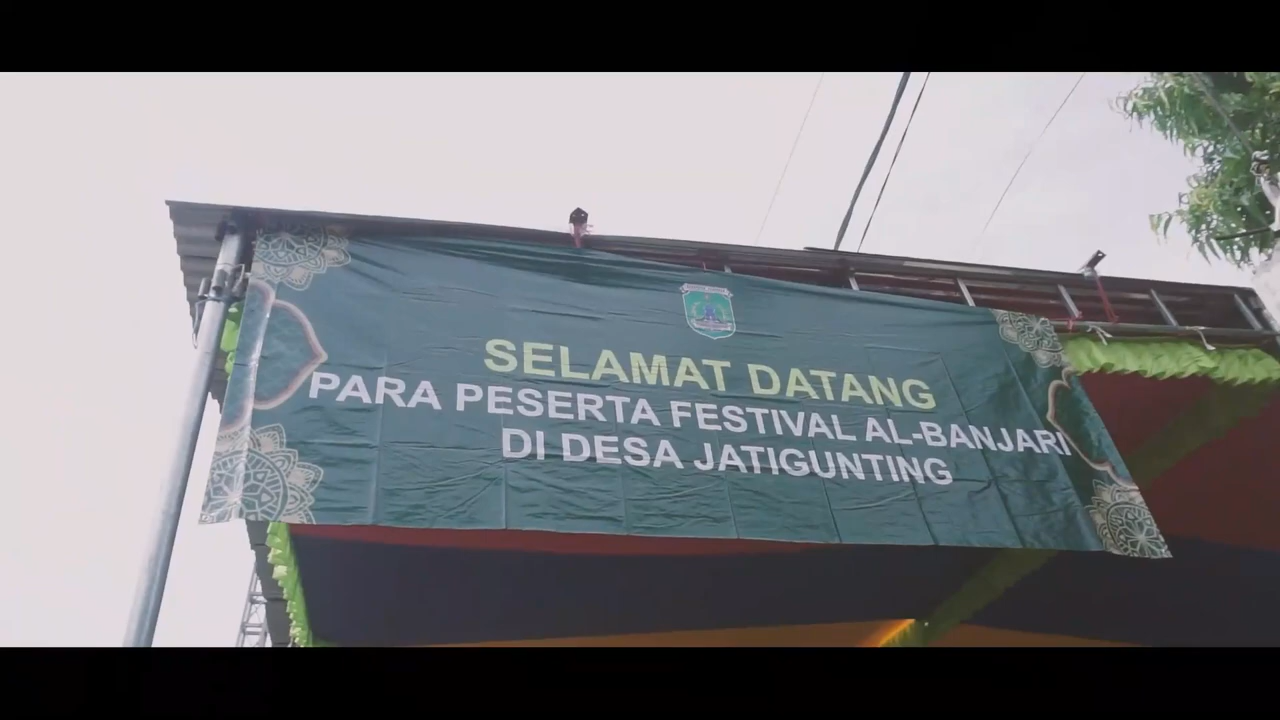 SELAMAT DATANG
PARA PESERTA FESTIVAL AL-BANJARI
DI DESA JATIGUNTING